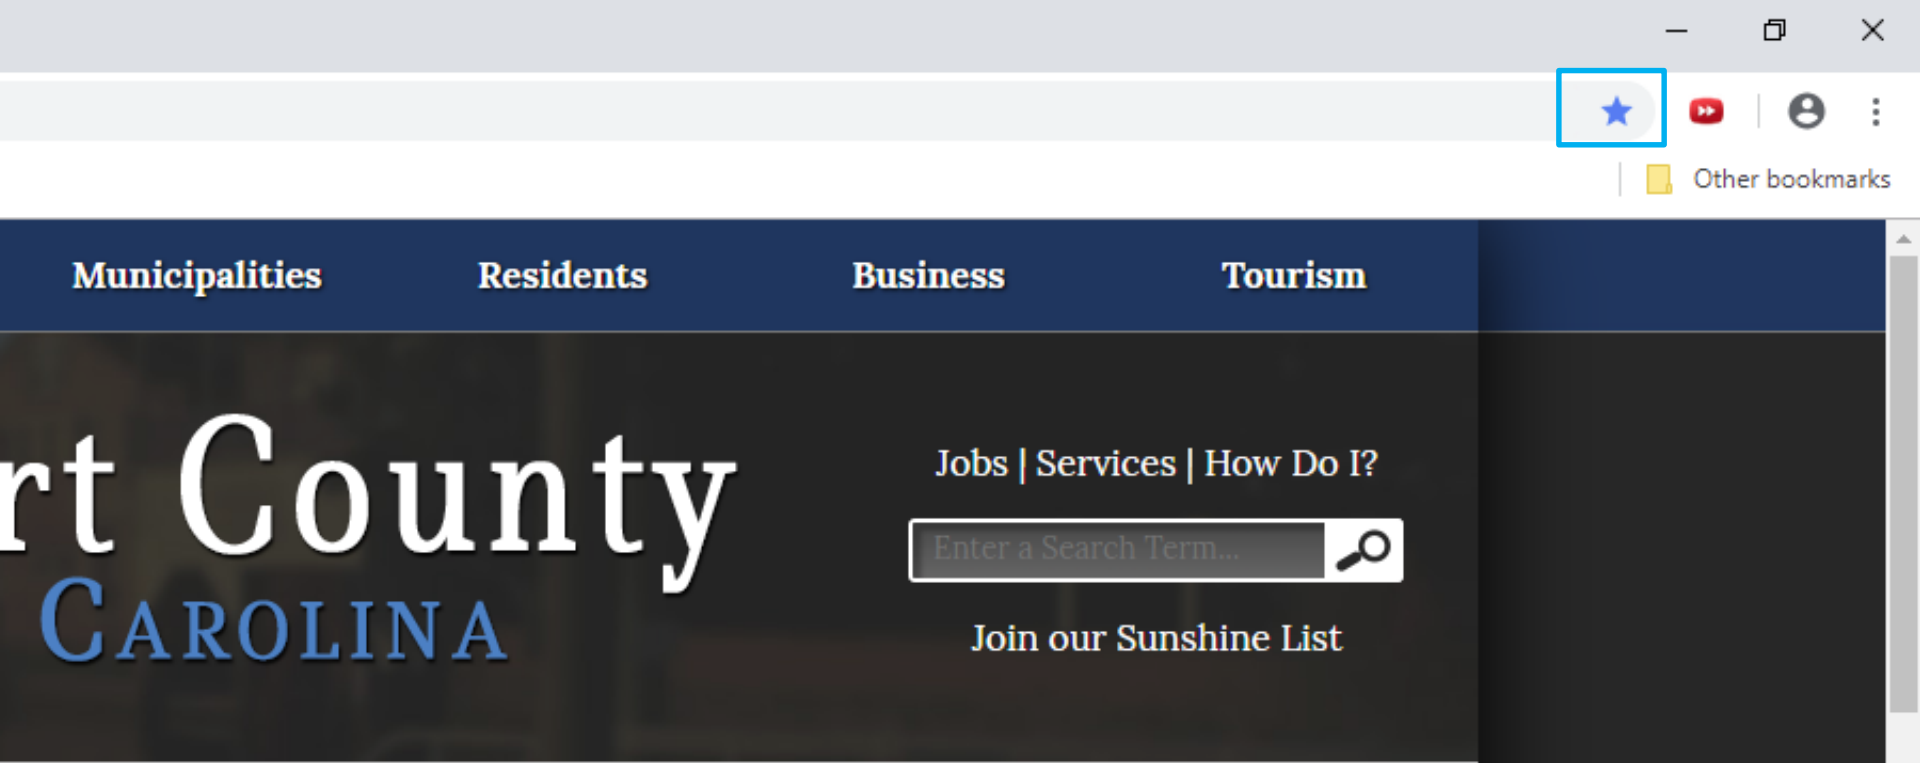 Other bookmarks
Municipalities Residents Business Tourism
rt County
CAROLINA
Jobs | Services | How Do I?
Enter a Search Term...
Join our Sunshine List